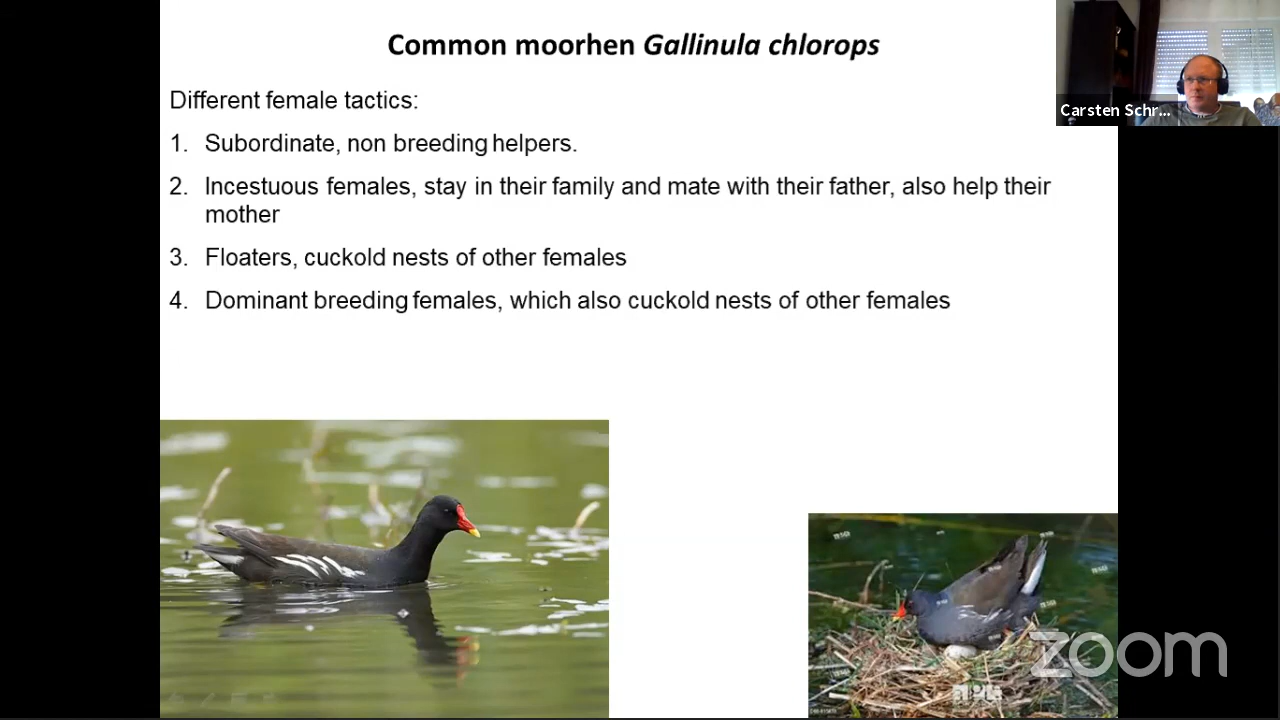 Common moorhen Gallinula chlorops
Carsten Schr...
Different female tactics:
1. Subordinate, non breeding helpers.
2. Incestuous females, stay in their family and mate with their father, also help their
mother
3. Floaters, cuckold nests of other females
4. Dominant breeding females, which also cuckold nests of other females
zoom